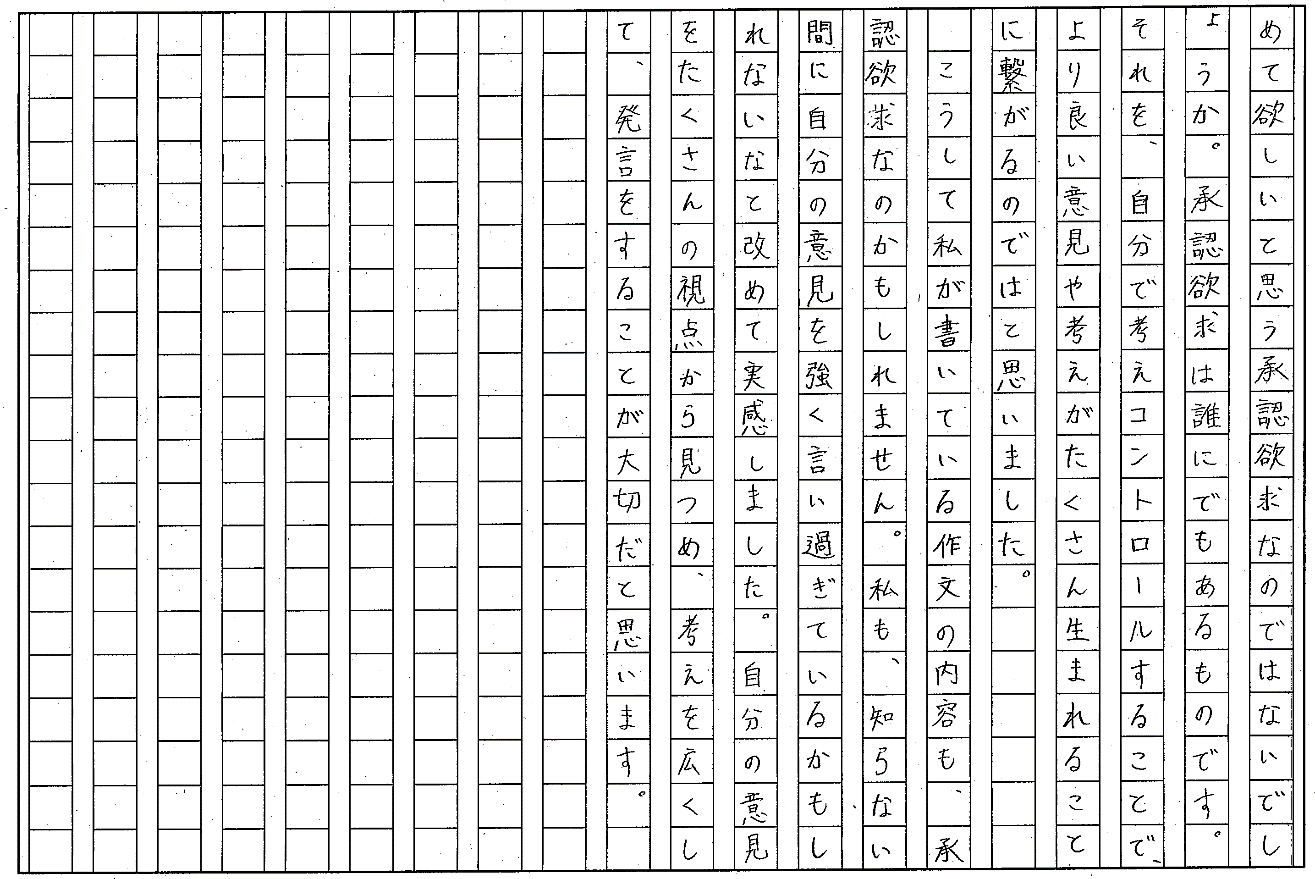 めて欲しいと思う承認欲求なのではないでし
ょうか。承認欲求は誰にでもあるものです。
それを、自分で考えコントロールすることで、
より良い意見や考えがたくさん生まれること
に繋がるのではと思いました。
こうして私が書いている作文の内容も、承
認欲求なのかもしれません。私も、知らない
間に自分の意見を強く言い過ぎているかもし
れないいなと改めて実感しました。自分の意見
をたくさんの視点から見つめ、考えを広くし
て、発言をすることが大切だと思います。